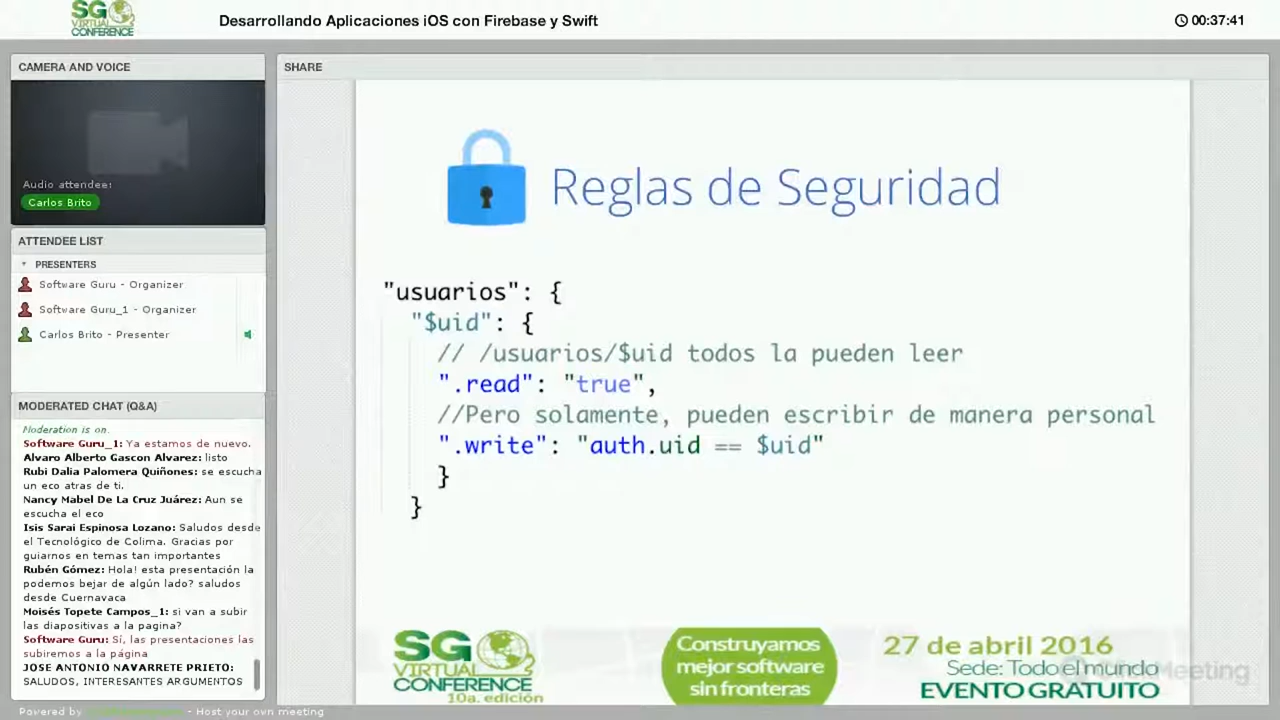 SG
VIRTUAL
CONFERENCE
Desarrollando Aplicaciones iOS con Firebase y Swift
00:37:41
CAMERA AND VOICE
Audio attendee:
Carlos Brito
ATTENDEE LIST
PRESENTERS
Software Guru - Organizer
Software Guru_1 - Organizer
Carlos Brito - Presenter
MODERATED CHAT (Q&A)
Moderation is on.
Software Guru_1: Ya estamos de nuevo.
Alvaro Alberto Gascon Alvarez: listo
Rubi Dalia Palomera Quiñones: se escucha
un eco atras de ti.
Nancy Mabel De La Cruz Juárez: Aun se
escucha el eco
Isis Sarai Espinosa Lozano: Saludos desde
el Tecnológico de Colima. Gracias por
guiarnos en temas tan importantes
Rubén Gómez: Hola! esta presentación la
podemos bejar de algún lado? saludos
desde Cuernavaca
Moisés Topete Campos_1: si van a subir
las diapositivas a la pagina?
Software Guru: Sí, las presentaciones las
subiremos a la página
JOSE ANTONIO NAVARRETE PRIETO:
SALUDOS, INTERESANTES ARGUMENTOS
Powered by
- Host your own meeting
SHARE
Reglas de Seguridad
"usuarios": {
"$uid": {
// /usuarios/$uid todos la pueden leer
".read": "true",
//Pero solamente, pueden escribir de manera personal
".write": "auth.uid == $uid"
}
}
SG
VIRTUAL
CONFERENCE
10a. edición
Construyamos
mejor software
sin fronteras
27 de abril 2016
Sede: Todo el mundo
EVENTO GRATUITO
Meeting